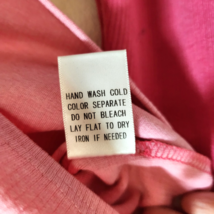 HAND WASH COLD
COLOR SEPARATE
DO NOT BLEACH
LAY FLAT TO DRY
IRON IF NEEDED